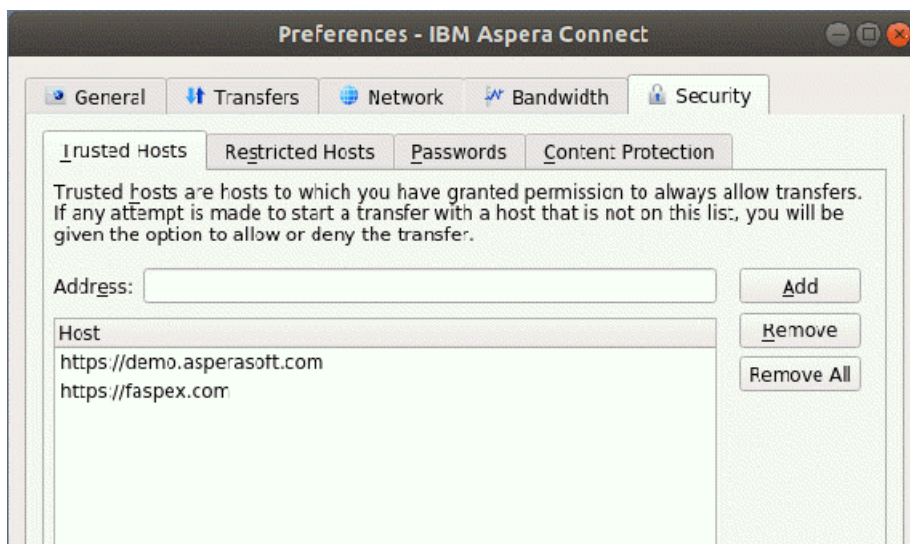 Preferences - IBM Aspera Connect
General Transfers Network Bandwidth Security
Trusted Hosts Restricted Hosts Passwords Content Protection
Trusted hosts are hosts to which you have granted permission to always allow transfers.
If any attempt is made to start a transfer with a host that is not on this list, you will be
given the option to allow or deny the transfer.
Address: Add
Host Remove
https://demo.asperasoft.com
Remove All
https://faspex.com